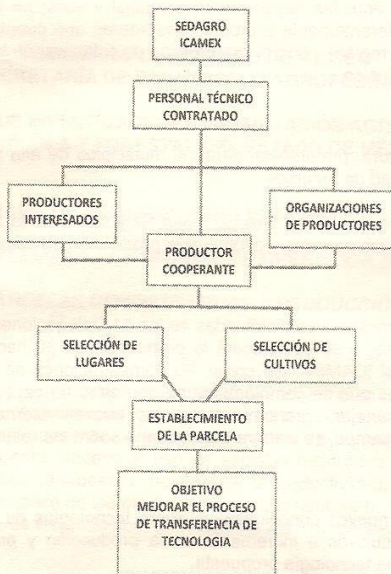 SEDAGRO
ICAMEX
PERSONAL TÉCNICO
CONTRATADO
PRODUCTORES
INTERESADOS
ORGANIZACIONES
DE PRODUCTORES
PRODUCTOR
COOPERANTE
SELECCIÓN DE
LUGARES
SELECCIÓN DE
CULTIVOS
ESTABLECIMIENTO
DE LA PARCELA
OBJETIVO
MEJORAR EL PROCESO
DE TRANSFERENCIA DE
TECNOLOGIA